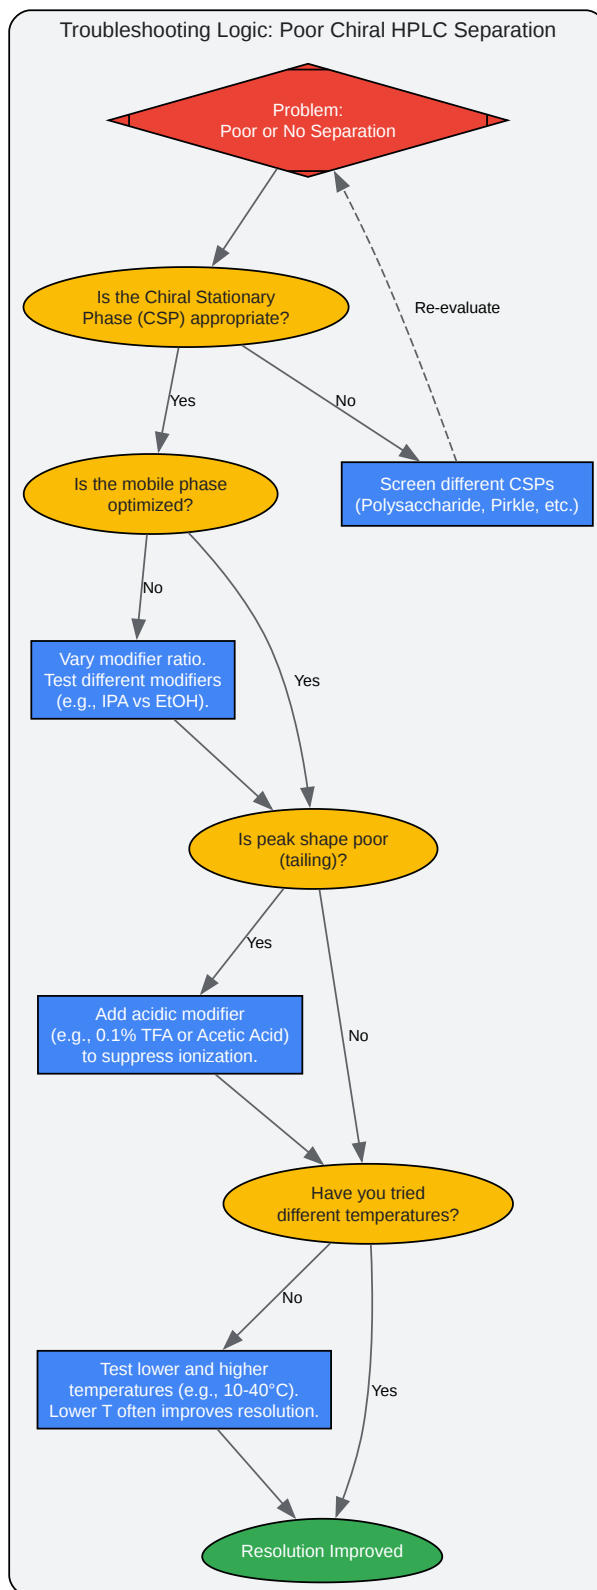 Troubleshooting Logic: Poor Chiral HPLC Separation
Problem:
Poor or No Separation
Is the Chiral Stationary
Phase (CSP) appropriate?
Re-evaluate
Yes
No
Is the mobile phase
optimized?
Screen different CSPs
(Polysaccharide, Pirkle, etc.)
No
Vary modifier ratio.
Test different modifiers
(e.g., IPA vs EtOH).
Yes
Is peak shape poor
(tailing)?
Yes
Add acidic modifier
(e.g., 0.1% TFA or Acetic Acid)
to suppress ionization.
No
Have you tried
different temperatures?
No
Test lower and higher
temperatures (e.g., 10-40°C).
Lower T often improves resolution.
Yes
Resolution Improved